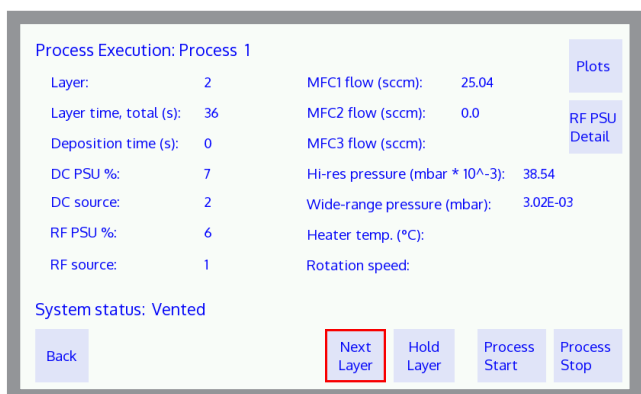 Process Execution: Process 1
Plots
Layer: 2 MFC1 flow (sccm): 25.04
Layer time, total (s): 36 MFC2 flow (sccm): 0.0
RF PSU
Detail
Deposition time (s): 0 MFC3 flow (sccm):
DC PSU %: 7 Hi-res pressure (mbar * 10^-3): 38.54
DC source: 2 Wide-range pressure (mbar): 3.02E-03
RF PSU %: 6 Heater temp. (°C):
RF source: 1 Rotation speed:
System status: Vented
Back
Next
Layer
Hold
Layer
Process
Start
Process
Stop